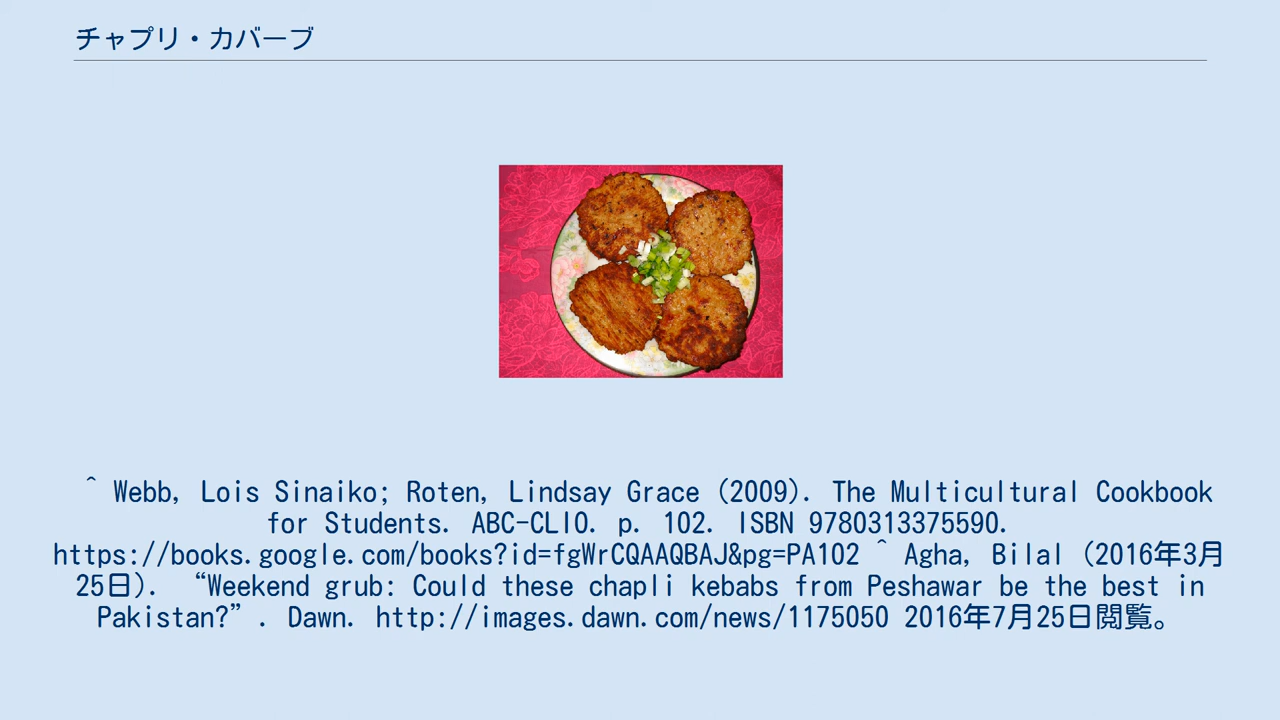 チャプリ・カバーブ
^ Webb, Lois Sinaiko; Roten, Lindsay Grace (2009). The Multicultural Cookbook
for Students. ABC-CLIO. p. 102. ISBN 9780313375590.
https://books.google.com/books?id=fgWrCQAAQBAJ&pg=PA102 ^ Agha, Bilal (2016年3月
25日). “Weekend grub: Could these chapli kebabs from Peshawar be the best in
Pakistan?”. Dawn. http://images.dawn.com/news/1175050 2016年7月25日閲覧。